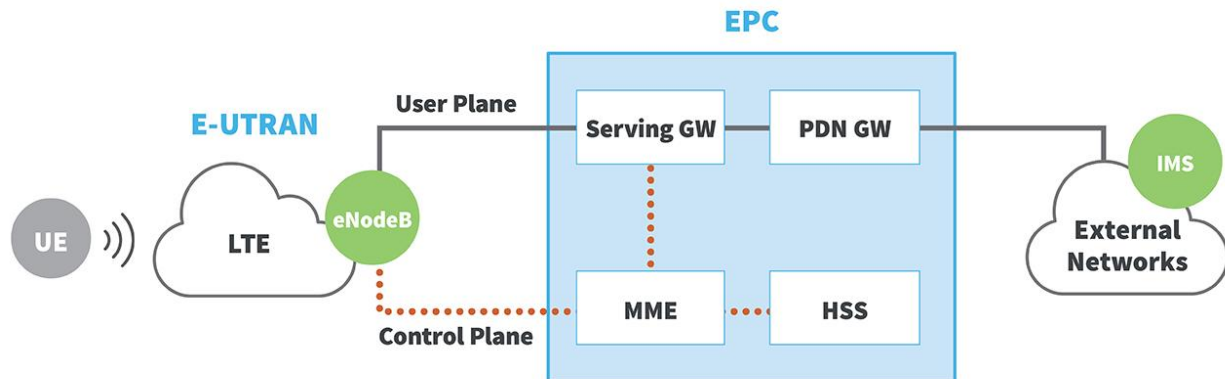 EPC
User Plane
E-UTRAN
Serving GW
PDN GW
IMS
eNodeB
UE
LTE
External
Networks
MME
HSS
Control Plane